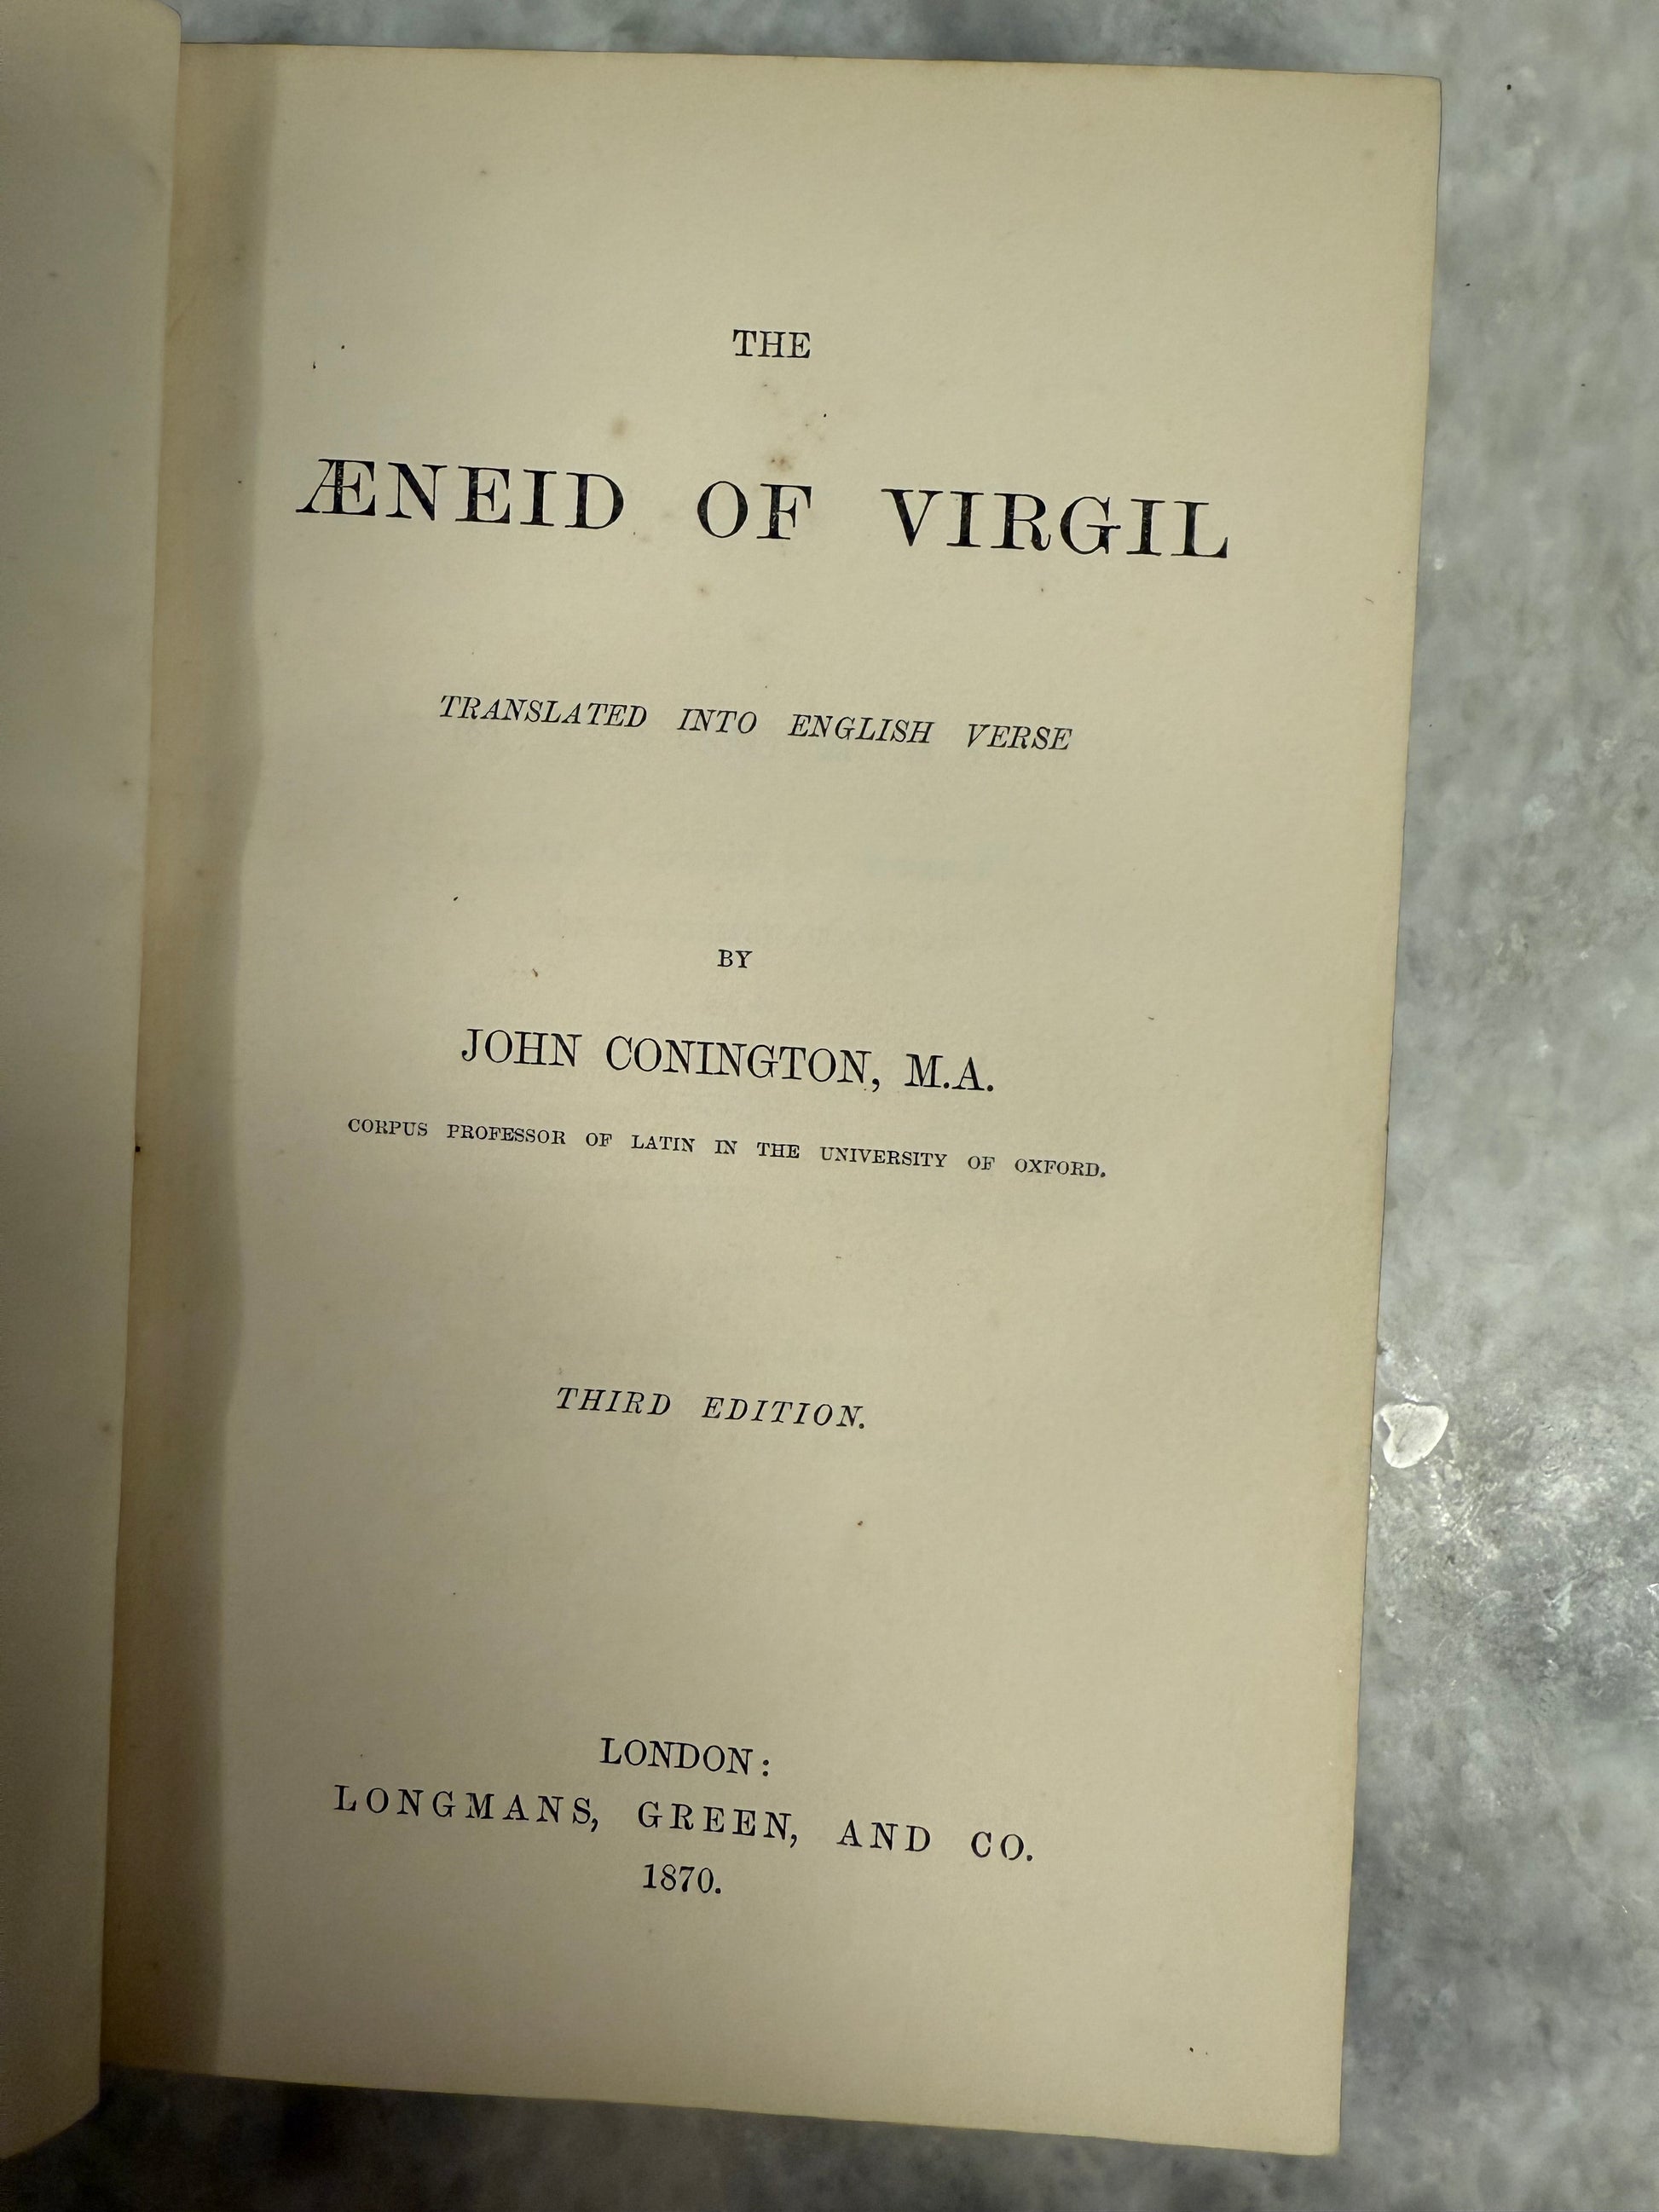 THE
ÆNEID OF VIRGIL
TRANSLATED INTO ENGLISH VERSE
BY
JOHN CONINGTON, M.A.
CORPUS PROFESSOR OF LATIN IN THE UNIVERSITY OF OXFORD.
THIRD EDITION.
LONDON:
LONGMANS, GREEN, AND CO.
1870.